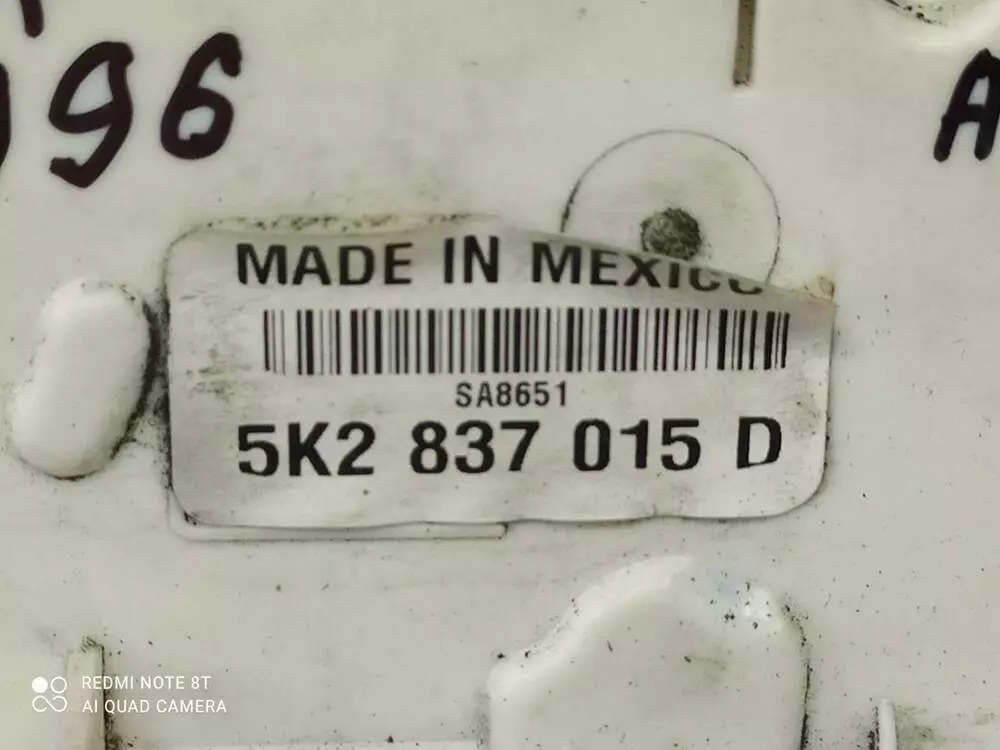 96
A
MADE IN MEXICO
SA8651
5K2 837 015 D
REDMI NOTE 8T
AI QUAD CAMERA